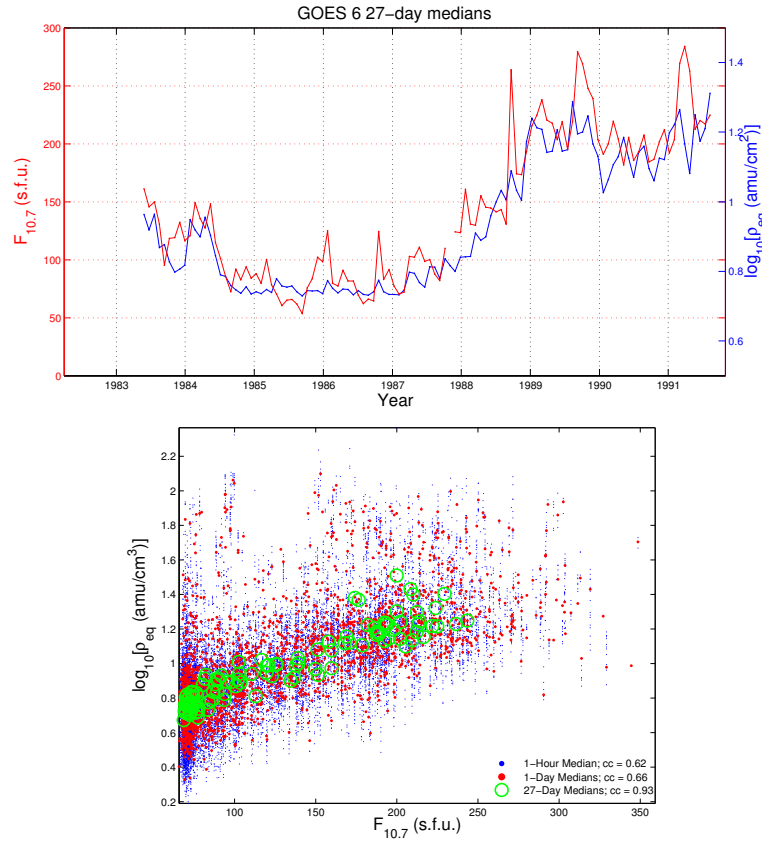 GOES 6 27-day medians
300
250
200
150
100
50
0
F10.7 (s.f.u.)
1.4
1.2
1
0.8
0.6
log10[ρeq (amu/cm2)]
1983 1984 1985 1986 1987 1988 1989 1990 1991
Year
2.2
2
1.8
1.6
1.4
1.2
1
0.8
0.6
0.4
0.2
log10[ρeq (amu/cm3)]
1-Hour Median; cc = 0.62
1-Day Medians; cc = 0.66
27-Day Medians; cc = 0.93
100 150 200 250 300 350
F10.7 (s.f.u.)